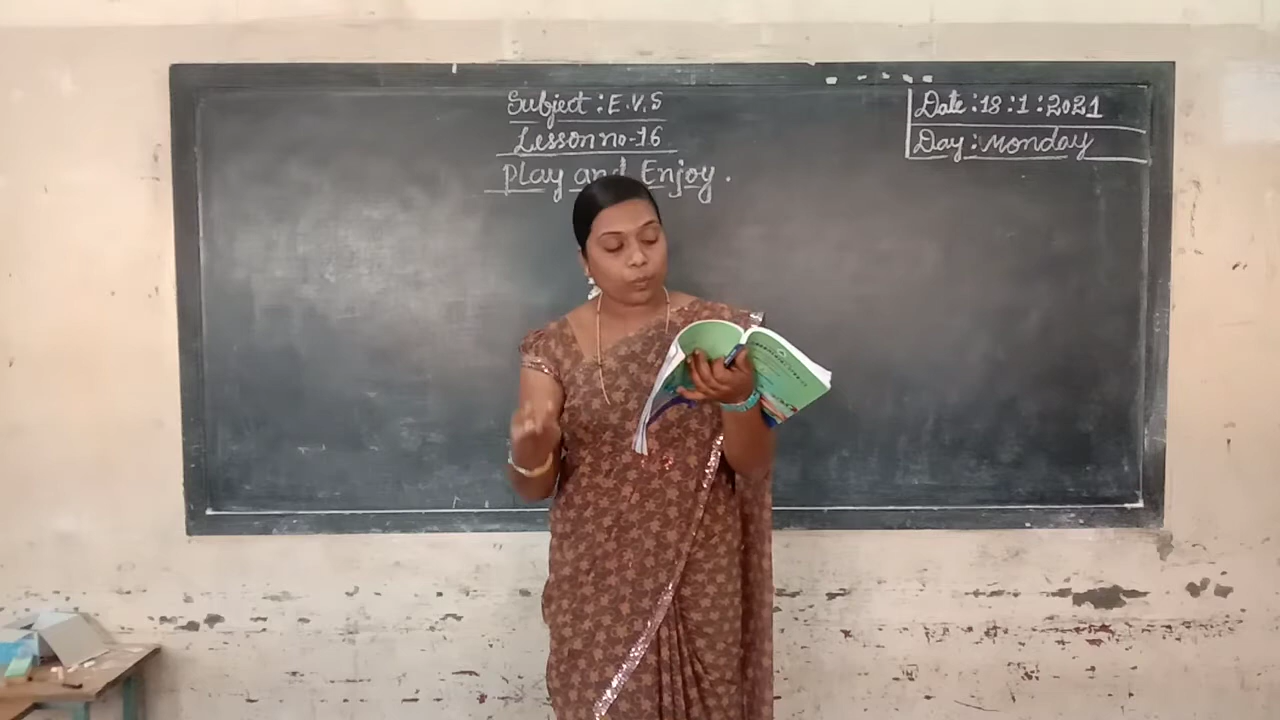 Subject : E.V.S
Lesson no-16
Play and Enjoy.
Date : 18 : 1 : 2021
Day : Monday